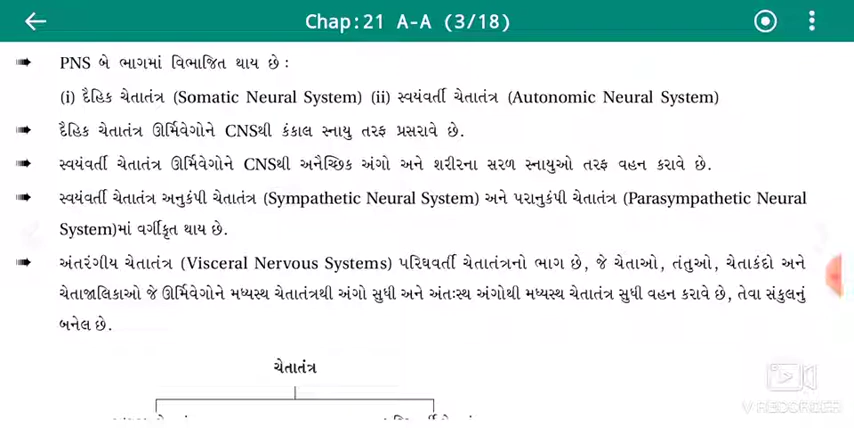 Chap:21 A-A (3/18)
PNS બે ભાગમાં વિભાજિત થાય છે :
(i) દૈહિક ચેતાતંત્ર (Somatic Neural System) (ii) સ્વયંવર્તી ચેતાતંત્ર (Autonomic Neural System)
દૈહિક ચેતાતંત્ર ઊર્મિવેગોને CNSથી કંકાલ સ્નાયુ તરફ પ્રસરાવે છે.
સ્વયંવર્તી ચેતાતંત્ર ઊર્મિવેગોને CNSથી અનૈચ્છિક અંગો અને શરીરના સરળ સ્નાયુઓ તરફ વહન કરાવે છે.
સ્વયંવર્તી ચેતાતંત્ર અનુકંપી ચેતાતંત્ર (Sympathetic Neural System) અને પરાનુકંપી ચેતાતંત્ર (Parasympathetic Neural
System)માં વર્ગીકૃત થાય છે.
અંતરંગીય ચેતાતંત્ર (Visceral Nervous Systems) પરિઘવર્તી ચેતાતંત્રનો ભાગ છે, જે ચેતાઓ, તંતુઓ, ચેતાકંદો અને
ચેતાજાલિકાઓ જે ઊર્મિવેગોને મધ્યસ્થ ચેતાતંત્રથી અંગો સુધી અને અંતઃસ્થ અંગોથી મધ્યસ્થ ચેતાતંત્ર સુધી વહન કરાવે છે, તેવા સંકુલનું
બનેલ છે.
ચેતાતંત્ર
V RECORDER